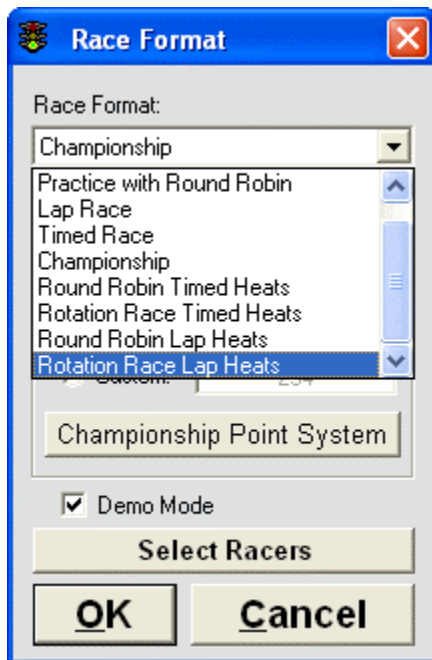 Race Format
Race Format:
Championship
Practice with Round Robin
Lap Race
Timed Race
Championship
Round Robin Timed Heats
Rotation Race Timed Heats
Round Robin Lap Heats
Rotation Race Lap Heats
Custom: 234
Championship Point System
Demo Mode
Select Racers
OK Cancel